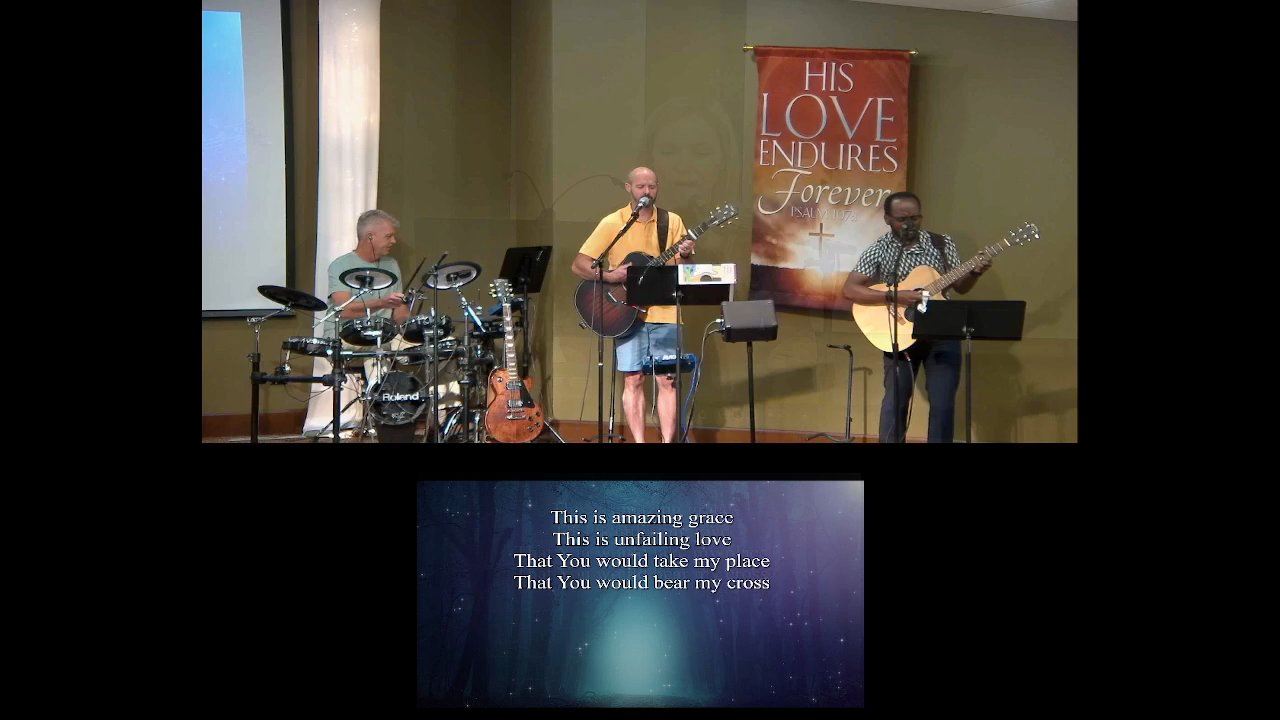 HIS
LOVE
ENDURES
Forever
Roland
This is amazing grace
This is unfailing love
That You would take my place
That You would bear my cross